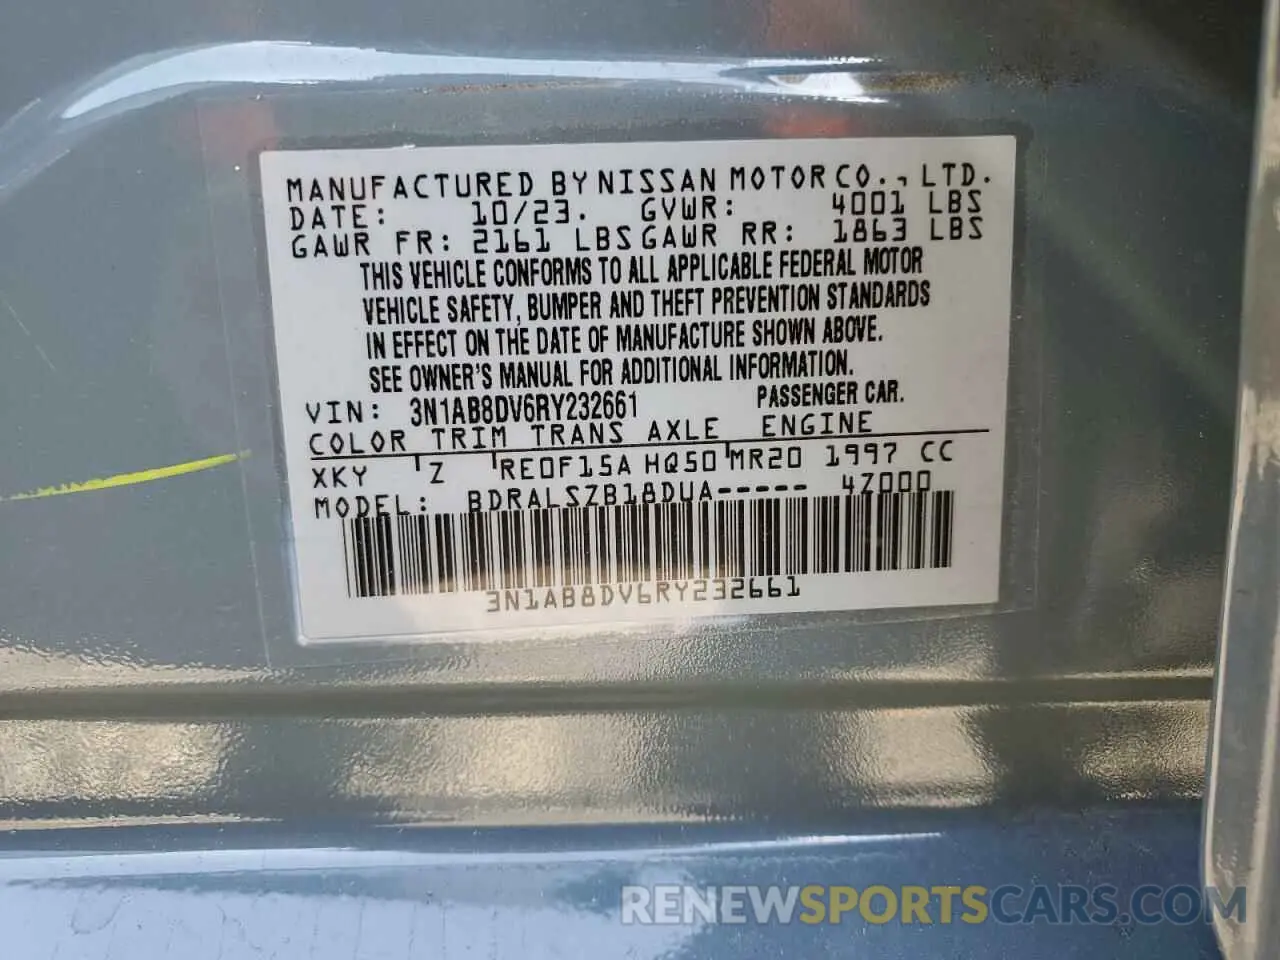 MANUFACTURED BY NISSAN MOTOR CO., LTD.
DATE: 10/23. GVWR: 4001 LBS
GAWR FR: 2161 LBS GAWR RR: 1863 LBS
THIS VEHICLE CONFORMS TO ALL APPLICABLE FEDERAL MOTOR
VEHICLE SAFETY, BUMPER AND THEFT PREVENTION STANDARDS
IN EFFECT ON THE DATE OF MANUFACTURE SHOWN ABOVE.
SEE OWNER'S MANUAL FOR ADDITIONAL INFORMATION.
VIN: 3N1AB8DV6RY232661 PASSENGER CAR.
COLOR TRIM TRANS AXLE ENGINE
XKY Z RE0F15A HQ50 MR20 1997 CC
MODEL: BDRALSZB18DUA----- 4Z000
3N1AB8DV6RY232661
RENEWSPORTSCARS.COM